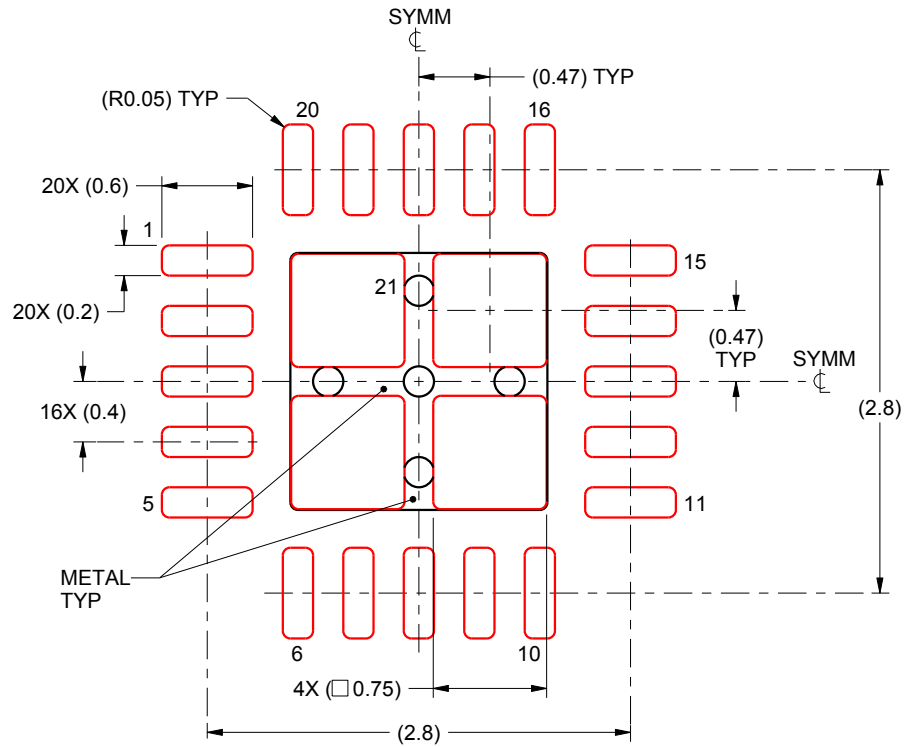 SYMM
℄
(0.47) TYP
(R0.05) TYP
20
16
20X (0.6)
1
15
21
20X (0.2)
(0.47)
TYP
SYMM
℄
16X (0.4)
(2.8)
5
11
METAL
TYP
6
10
4X (□ 0.75)
(2.8)